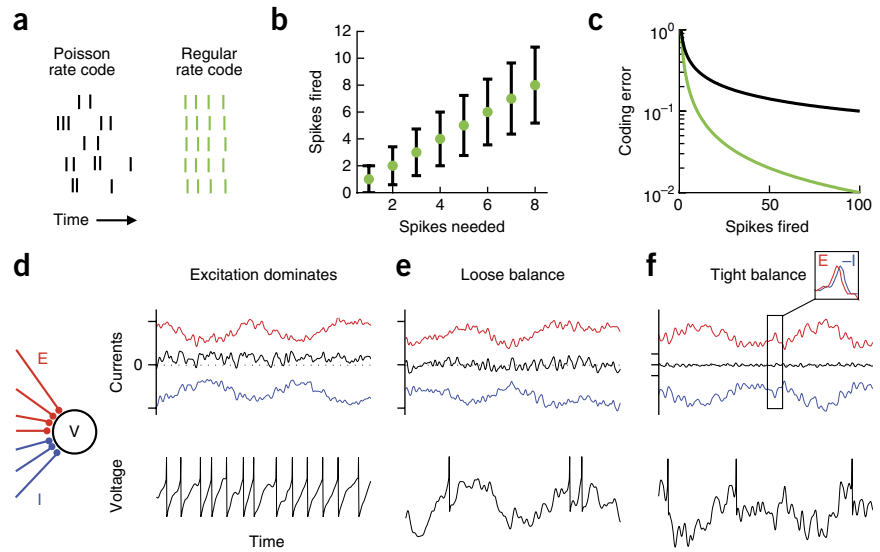 a
Poisson
rate code
Regular
rate code
Time
b
Spikes fired
12
10
8
6
4
2
0
2
4
6
8
Spikes needed
c
Coding error
10⁰
10⁻¹
10⁻²
0
50
100
Spikes fired
d
Excitation dominates
E
V
I
Currents
0
Voltage
Time
e
Loose balance
f
Tight balance
E
–I